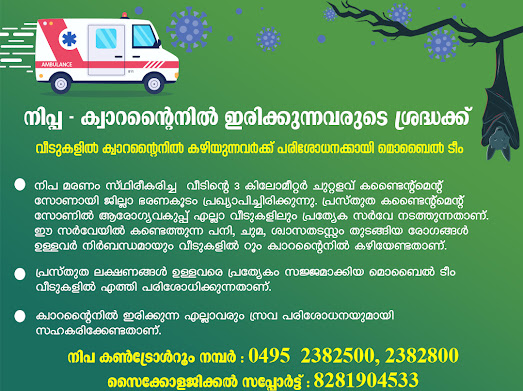 AMBULANCE
നിപ്പ - ക്വാറന്റൈനിൽ ഇരിക്കുന്നവരുടെ ശ്രദ്ധക്ക്
വീടുകളിൽ ക്വാറന്റൈനിൽ കഴിയുന്നവർക്ക് പരിശോധനക്കായി മൊബൈൽ ടീം
നിപ മരണം സ്ഥിരീകരിച്ച വീടിന്റെ 3 കിലോമീറ്റർ ചുറ്റളവ് കണ്ടൈന്റ്മെന്റ്
സോണായി ജില്ലാ ഭരണകൂടം പ്രഖ്യാപിച്ചിരിക്കുന്നു. പ്രസ്തുത കണ്ടൈന്റ്മെന്റ്
സോണിൽ ആരോഗ്യവകുപ്പ് എല്ലാ വീടുകളിലും പ്രത്യേക സർവേ നടത്തുന്നതാണ്.
ഈ സർവേയിൽ കണ്ടെത്തുന്ന പനി, ചുമ, ശ്വാസതടസ്സം തുടങ്ങിയ രോഗങ്ങൾ
ഉള്ളവർ നിർബന്ധമായും വീടുകളിൽ റൂം ക്വാറന്റൈനിൽ കഴിയേണ്ടതാണ്.
പ്രസ്തുത ലക്ഷണങ്ങൾ ഉള്ളവരെ പ്രത്യേകം സജ്ജമാക്കിയ മൊബൈൽ ടീം
വീടുകളിൽ എത്തി പരിശോധിക്കുന്നതാണ്.
ക്വാറന്റൈനിൽ ഇരിക്കുന്ന എല്ലാവരും സ്രവ പരിശോധനയുമായി
സഹകരിക്കേണ്ടതാണ്.
നിപ കൺട്രോൾറൂം നമ്പർ : 0495 2382500, 2382800
സൈക്കോളജിക്കൽ സപ്പോർട്ട് : 8281904533